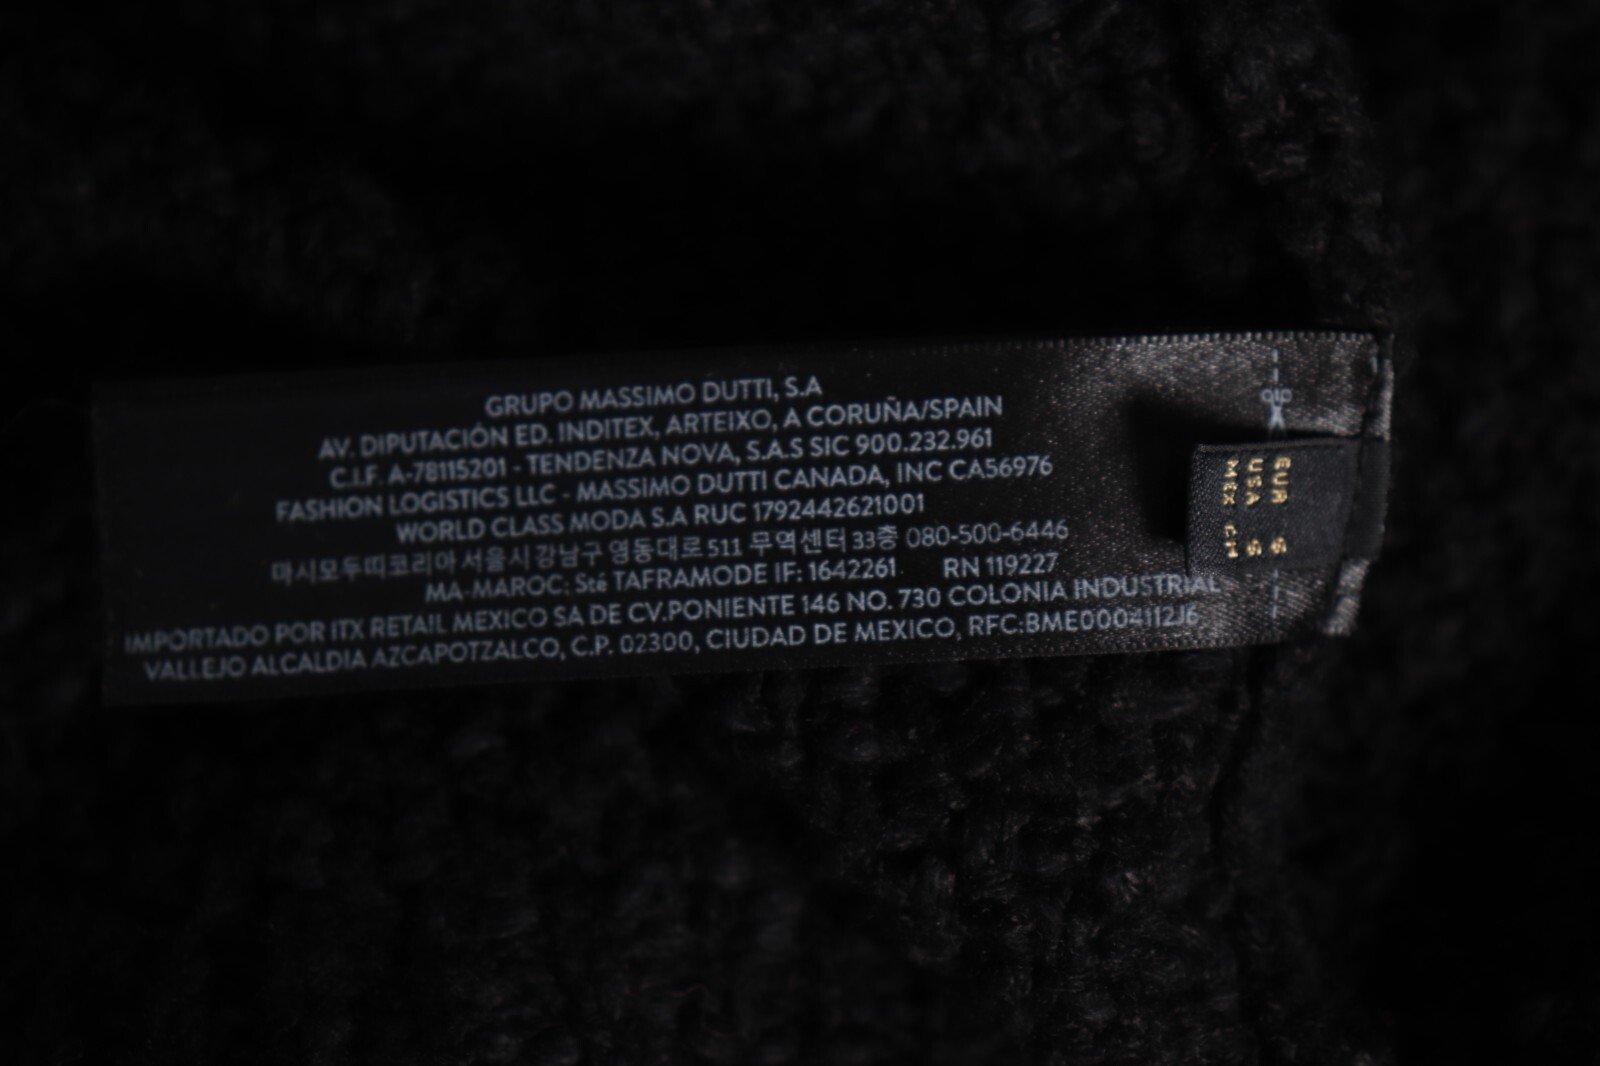 GRUPO MASSIMO DUTTI, S.A
AV. DIPUTACIÓN ED. INDITEX, ARTEIXO, A CORUÑA/SPAIN
C.I.F. A-78115201 - TENDENZA NOVA, S.A.S SIC 900.232.961
FASHION LOGISTICS LLC - MASSIMO DUTTI CANADA, INC CA56976
WORLD CLASS MODA S.A RUC 1792442621001
마시모두띠코리아 서울시 강남구 영동대로 511 무역센터 33층 080-500-6446
MA-MAROC: Sté TAFRAMODE IF: 1642261 RN 119227
IMPORTADO POR ITX RETAIL MEXICO SA DE CV.PONIENTE 146 NO. 730 COLONIA INDUSTRIAL
VALLEJO ALCALDIA AZCAPOTZALCO, C.P. 02300, CIUDAD DE MEXICO, RFC:BME0004112J6
EUR S
USA S
MEX CH